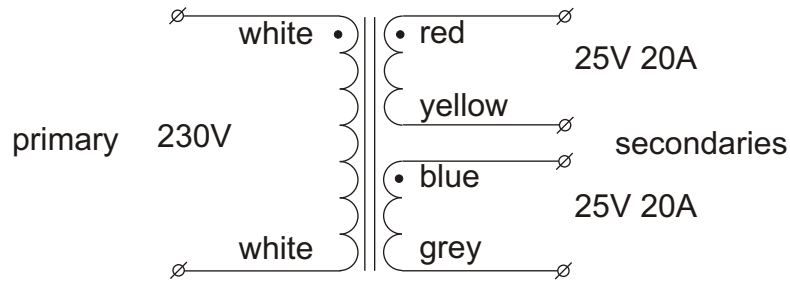 white
red
25V 20A
yellow
primary 230V
secondaries
blue
25V 20A
white
grey